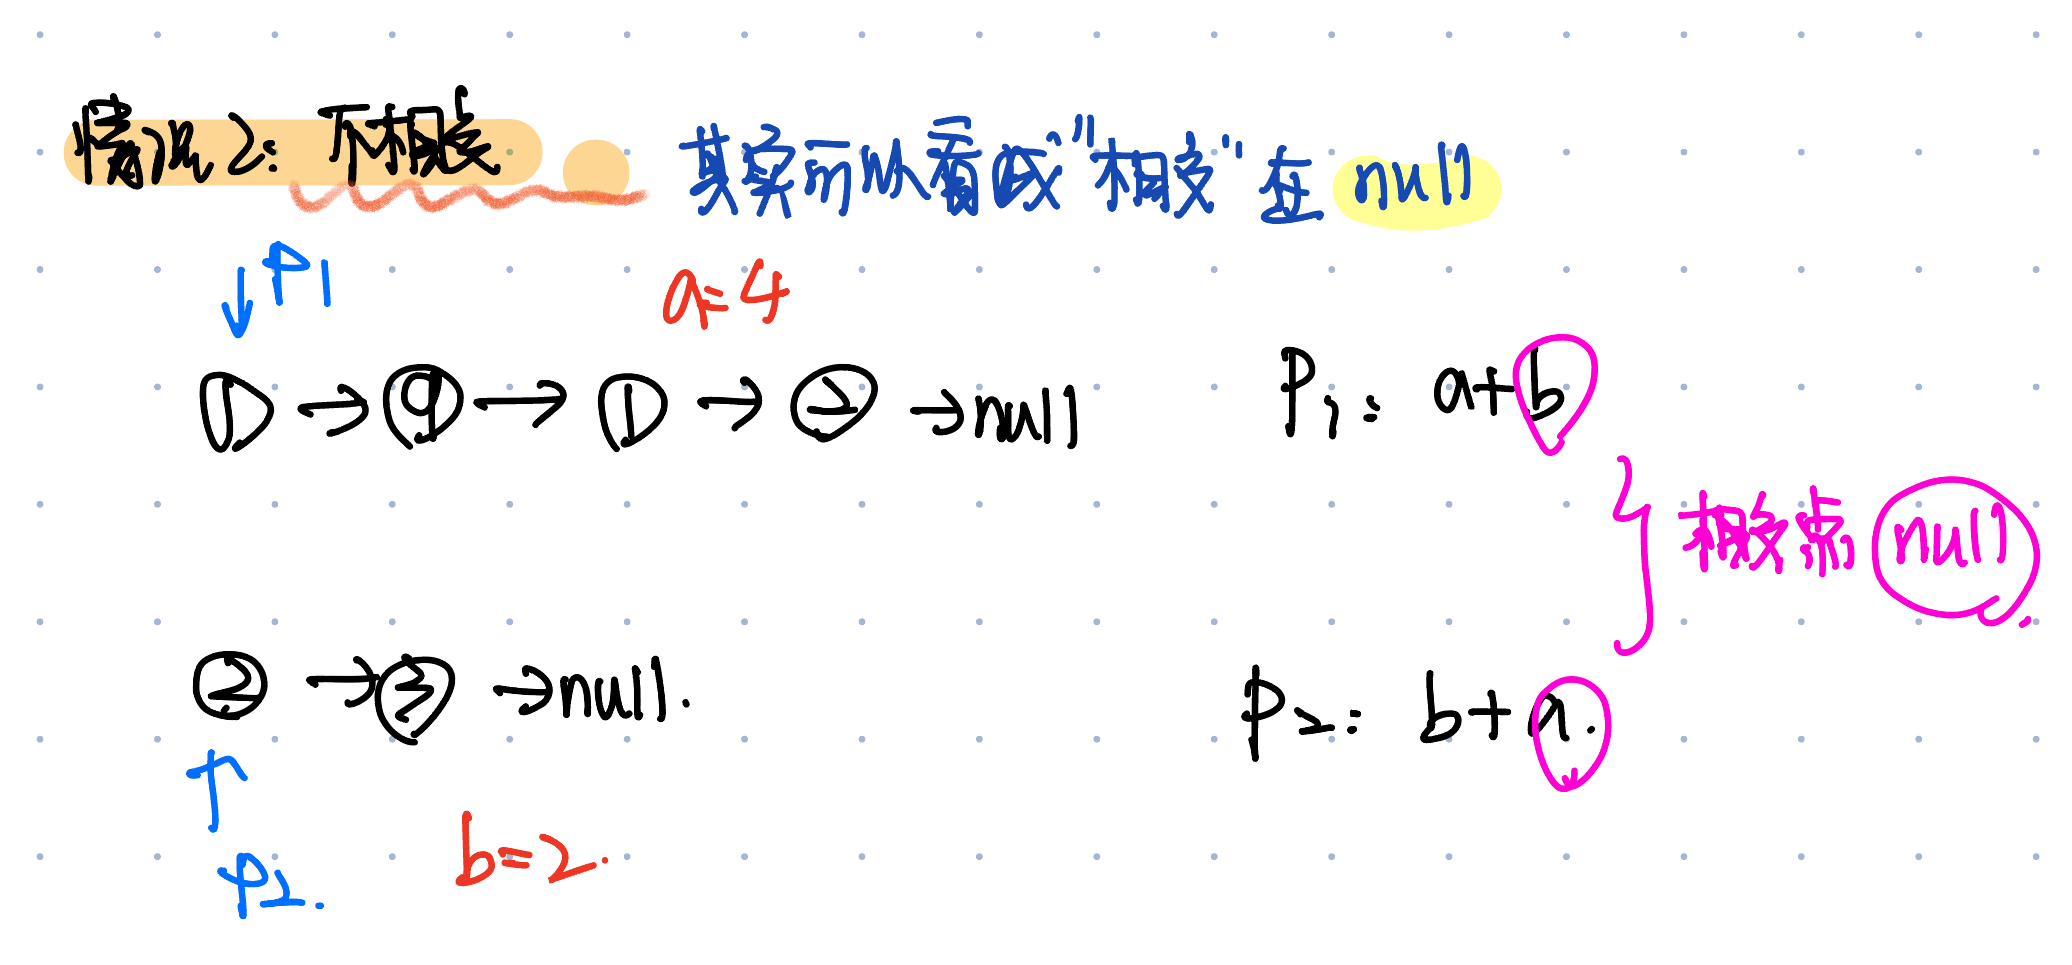 情况2：不相交
其实可以看成"相交"在 null
P1
a=4
① → ⑨ → ① → ② → null
P1: a+b
相交点 null.
② → ③ → null.
P2: b+a.
P2.
b=2.